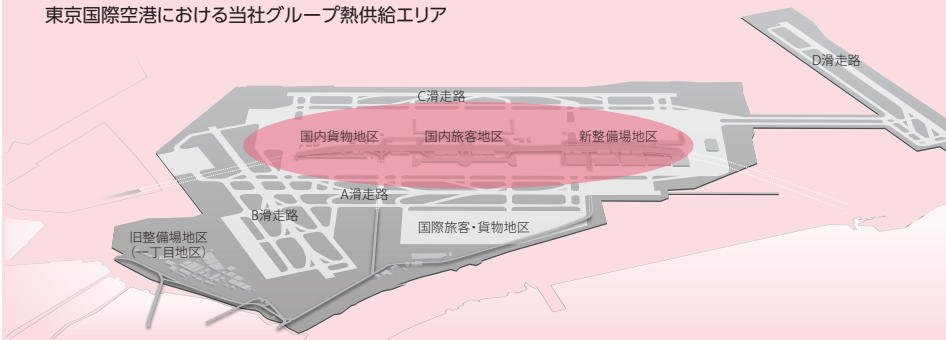 東京国際空港における当社グループ熱供給エリア
D滑走路
C滑走路
国内貨物地区
国内旅客地区
新整備場地区
A滑走路
B滑走路
国際旅客・貨物地区
旧整備場地区
(一丁目地区)